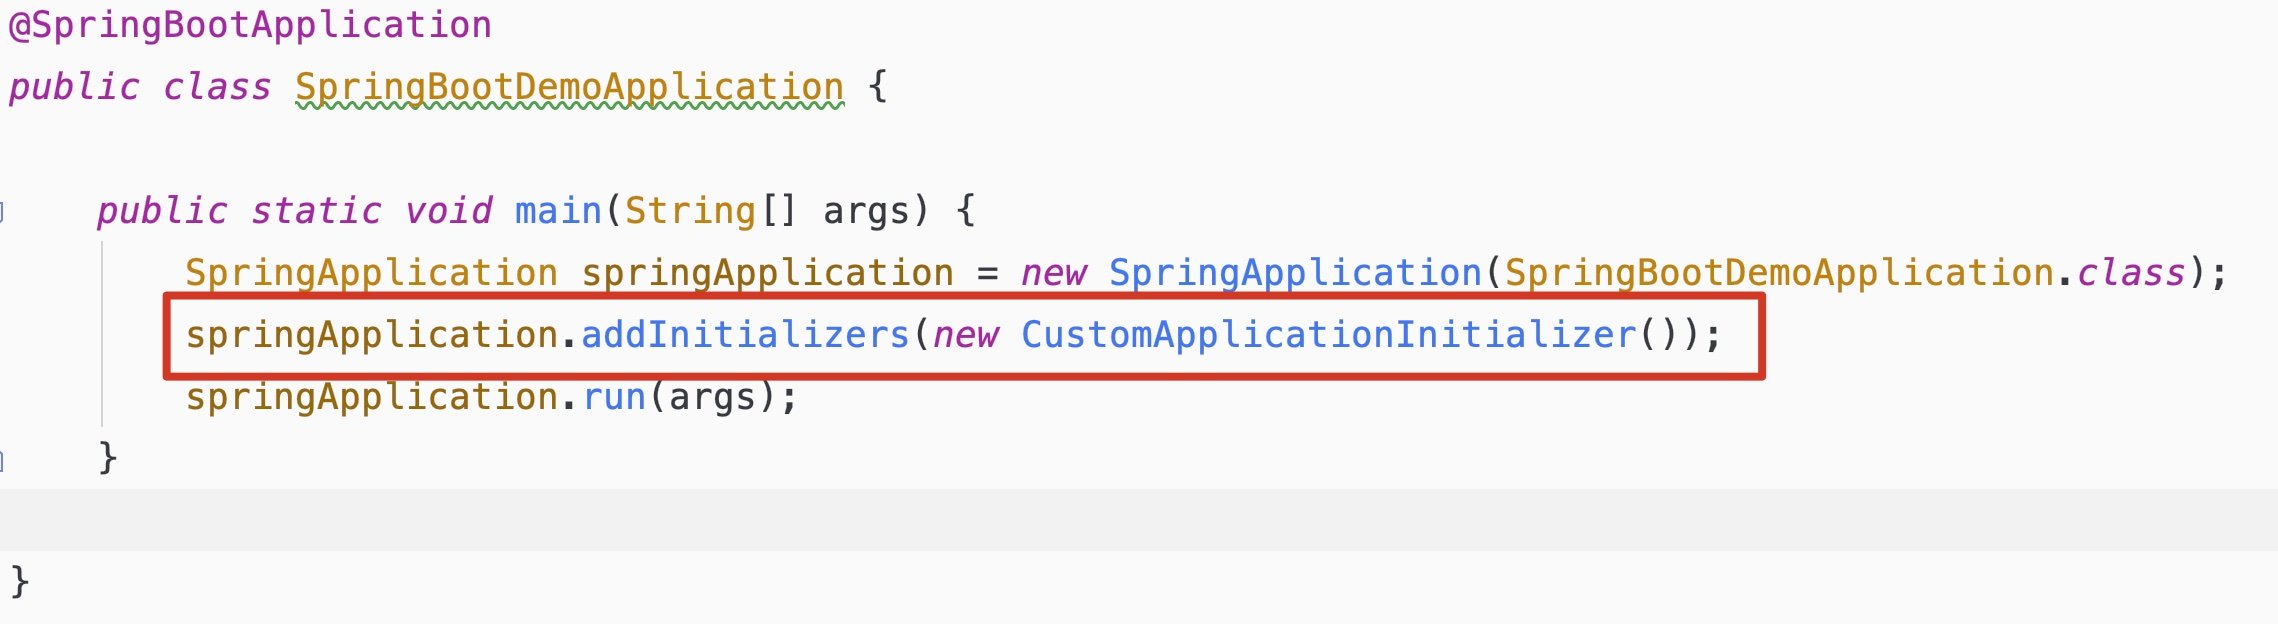 @SpringBootApplication
public class SpringBootDemoApplication {
public static void main(String[] args) {
SpringApplication springApplication = new SpringApplication(SpringBootDemoApplication.class);
springApplication.addInitializers(new CustomApplicationInitializer());
springApplication.run(args);
}
}